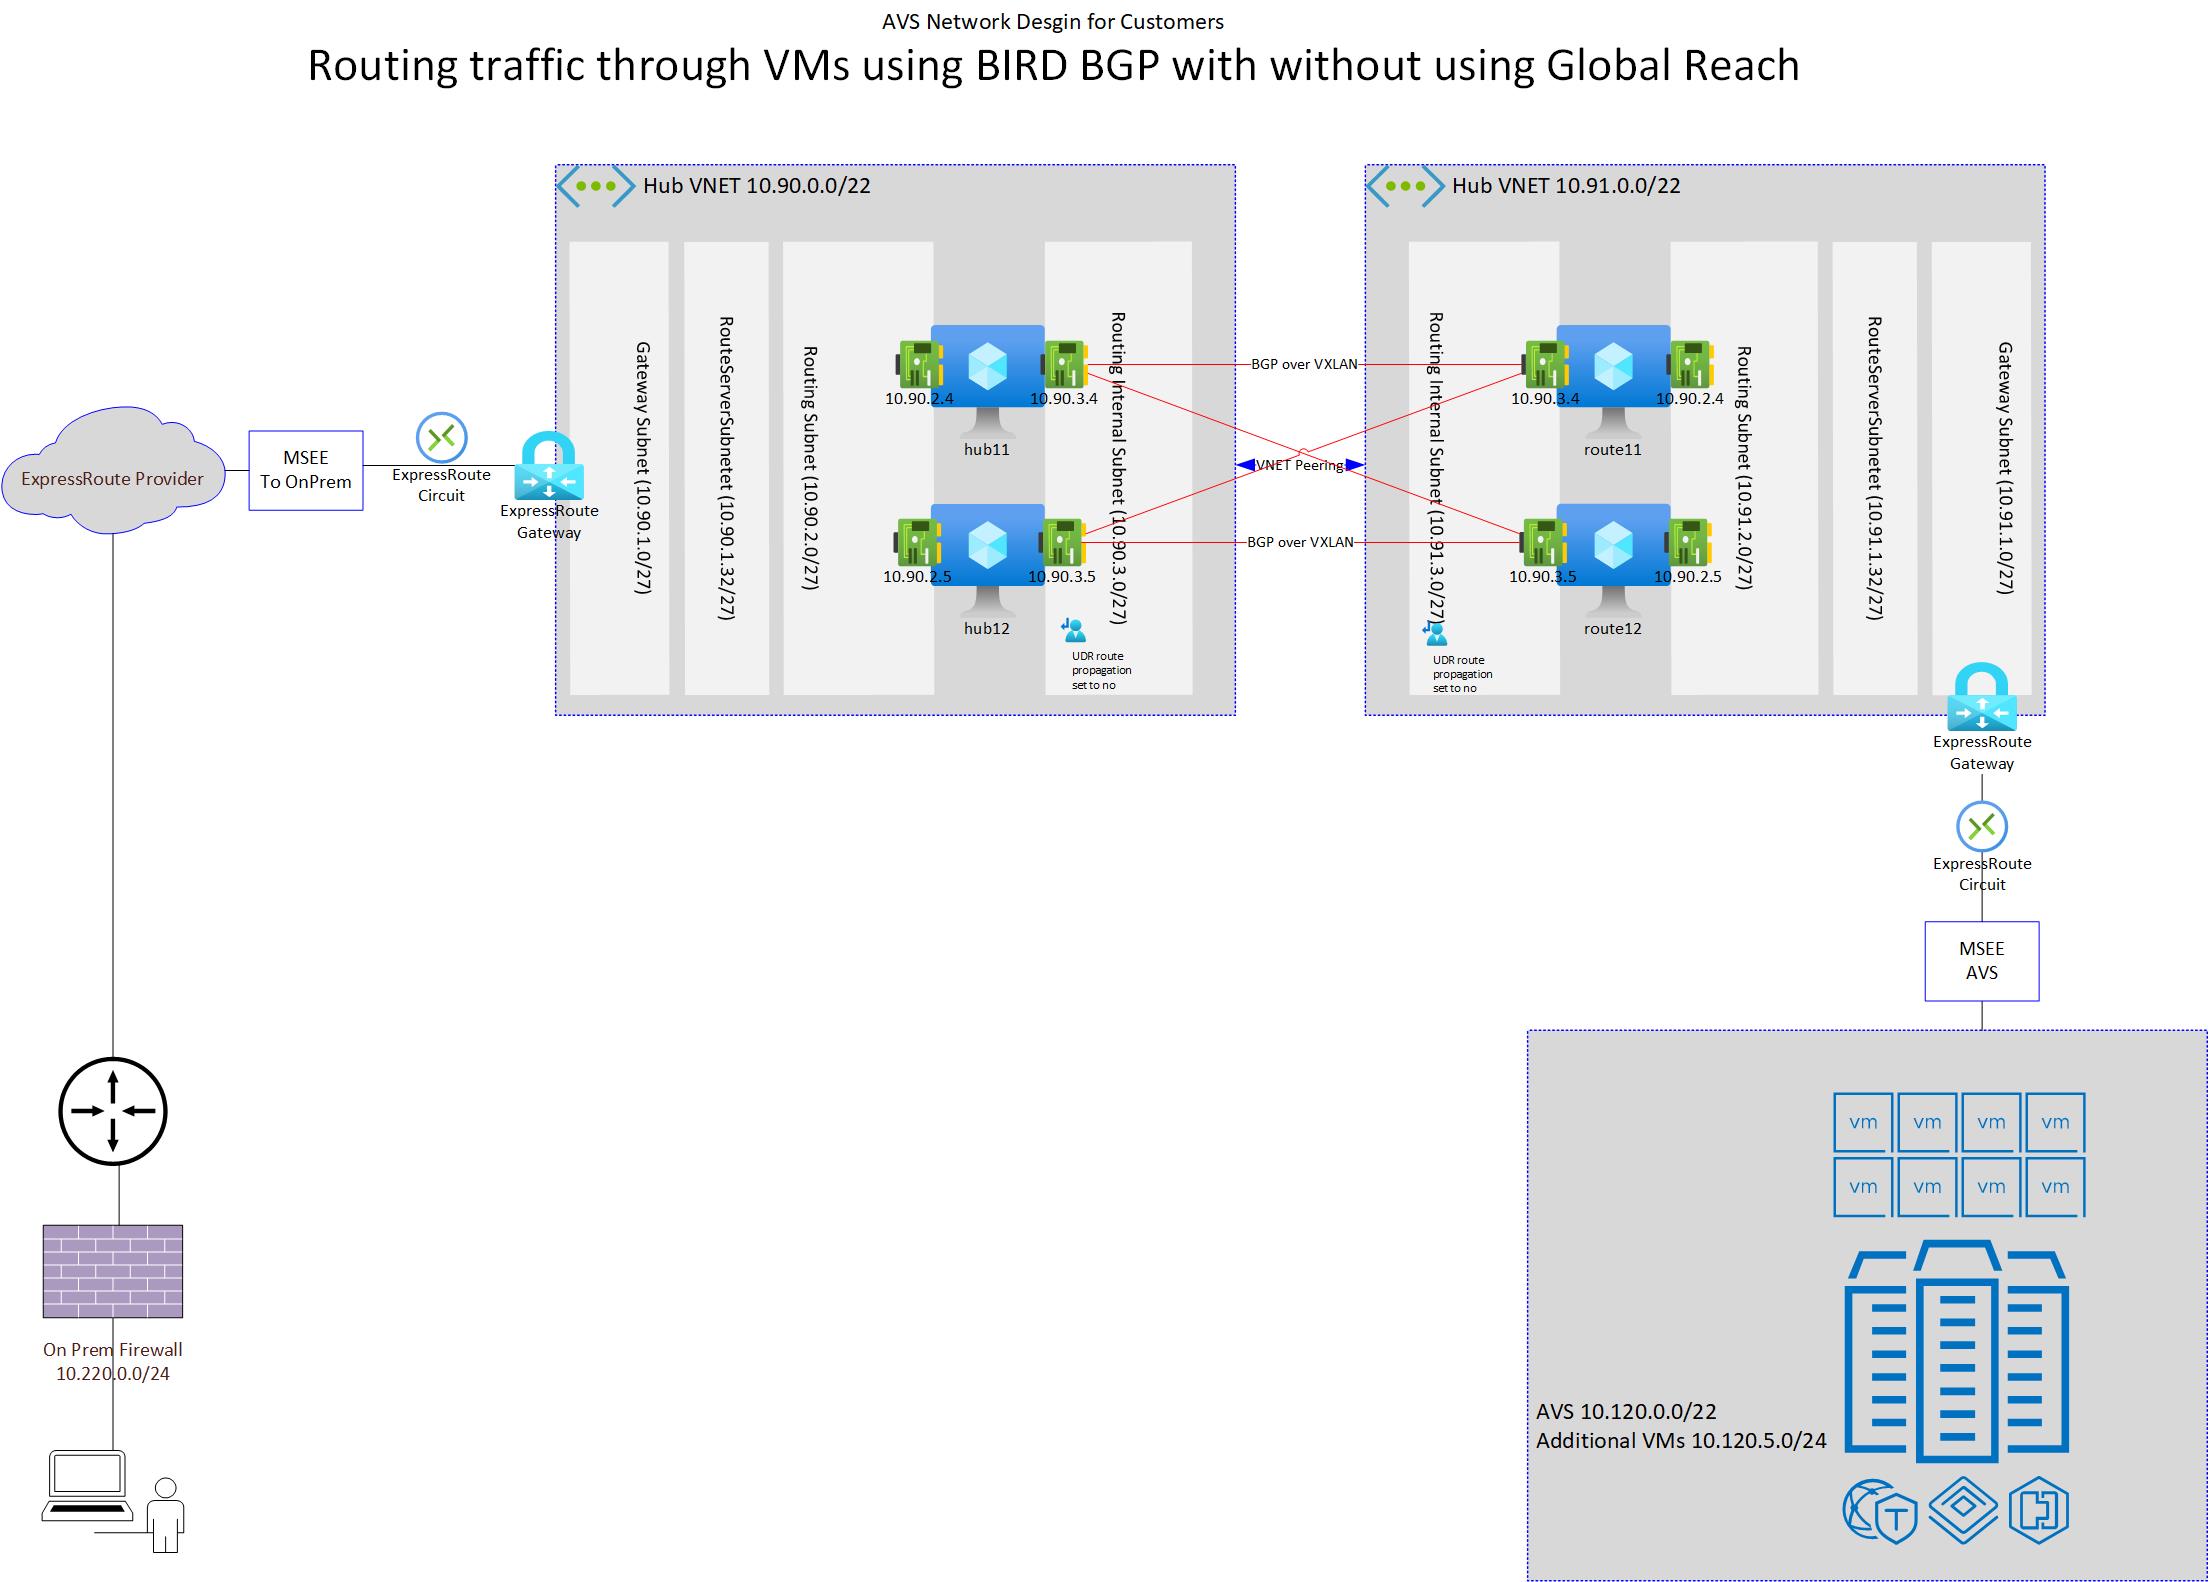 AVS Network Desgin for Customers
Routing traffic through VMs using BIRD BGP with without using Global Reach
Hub VNET 10.90.0.0/22
Gateway Subnet (10.90.1.0/27)
RouteServerSubnetet (10.90.1.32/27)
Routing Subnet (10.90.2.0/27)
Routing Internal Subnet (10.90.3.0/27)
10.90.2.4
10.90.3.4
hub11
10.90.2.5
10.90.3.5
hub12
UDR route
propagation
set to no
BGP over VXLAN
VNET Peering
BGP over VXLAN
Hub VNET 10.91.0.0/22
Routing Internal Subnet (10.91.3.0/27)
Routing Subnet (10.91.2.0/27)
RouteServerSubnetet (10.91.1.32/27)
Gateway Subnet (10.91.1.0/27)
10.90.3.4
10.90.2.4
route11
10.90.3.5
10.90.2.5
route12
UDR route
propagation
set to no
ExpressRoute Provider
MSEE
To OnPrem
ExpressRoute
Circuit
ExpressRoute
Gateway
ExpressRoute
Gateway
ExpressRoute
Circuit
MSEE
AVS
vm
vm
vm
vm
vm
vm
vm
vm
AVS 10.120.0.0/22
Additional VMs 10.120.5.0/24
T
On Prem Firewall
10.220.0.0/24